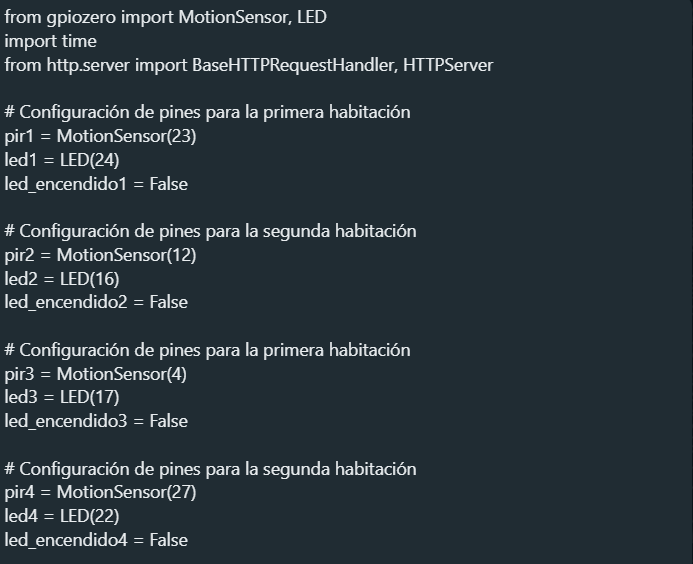 from gpiozero import MotionSensor, LED
import time
from http.server import BaseHTTPRequestHandler, HTTPServer
# Configuración de pines para la primera habitación
pir1 = MotionSensor(23)
led1 = LED(24)
led_encendido1 = False
# Configuración de pines para la segunda habitación
pir2 = MotionSensor(12)
led2 = LED(16)
led_encendido2 = False
# Configuración de pines para la primera habitación
pir3 = MotionSensor(4)
led3 = LED(17)
led_encendido3 = False
# Configuración de pines para la segunda habitación
pir4 = MotionSensor(27)
led4 = LED(22)
led_encendido4 = False